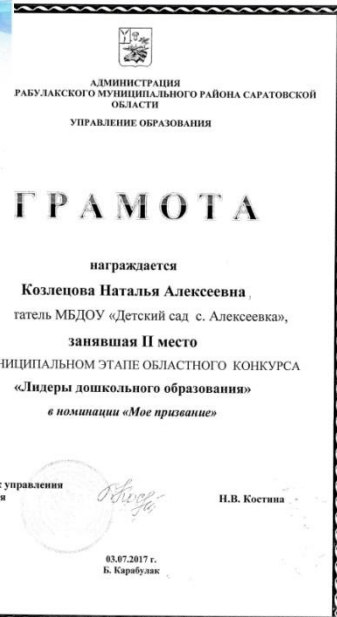 АДМИНИСТРАЦИЯ
РАБУЛАКСКОГО МУНИЦИПАЛЬНОГО РАЙОНА САРАТОВСКОЙ
ОБЛАСТИ
УПРАВЛЕНИЕ ОБРАЗОВАНИЯ
ГРАМОТА
награждается
Козлецова Наталья Алексеевна ,
татель МБДОУ «Детский сад с. Алексеевка»,
занявшая II место
НИЦИПАЛЬНОМ ЭТАПЕ ОБЛАСТНОГО КОНКУРСА
«Лидеры дошкольного образования»
в номинации «Мое призвание»
к управления
я
Н.В. Костина
03.07.2017 г.
Б. Карабулак